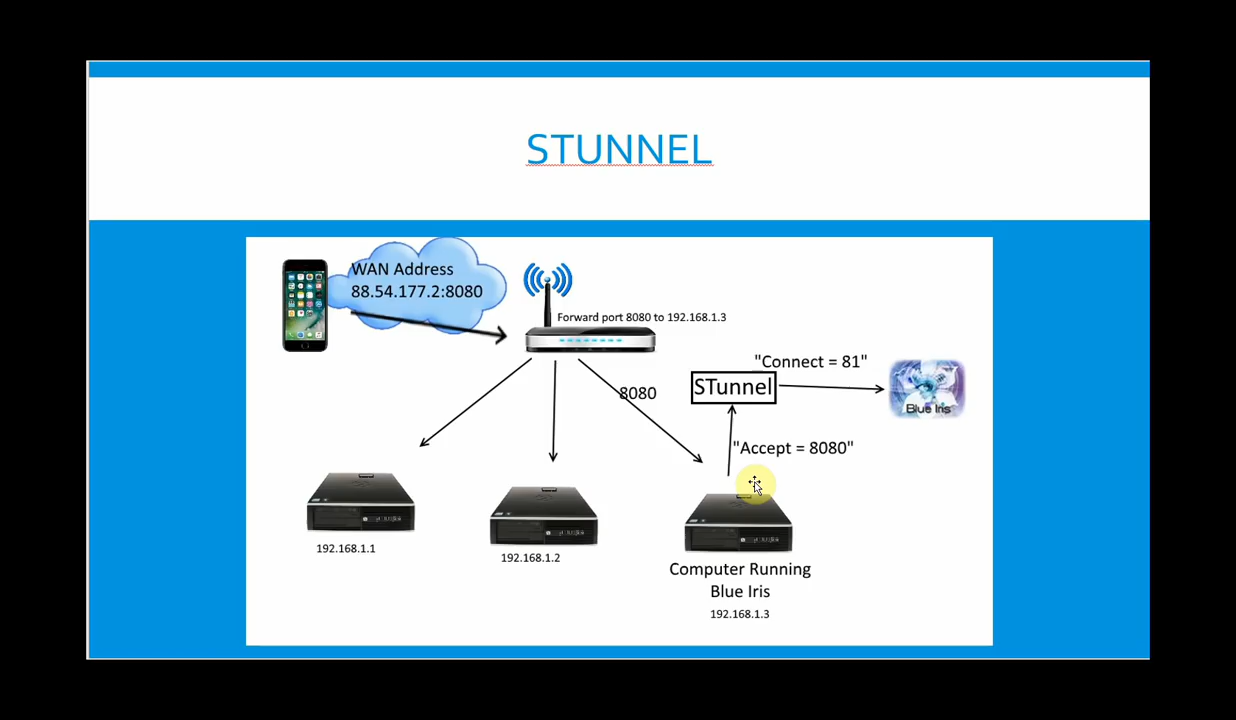 STUNNEL
WAN Address
88.54.177.2:8080
Forward port 8080 to 192.168.1.3
"Connect = 81"
8080
STunnel
Blue Iris
"Accept = 8080"
192.168.1.1
192.168.1.2
Computer Running
Blue Iris
192.168.1.3